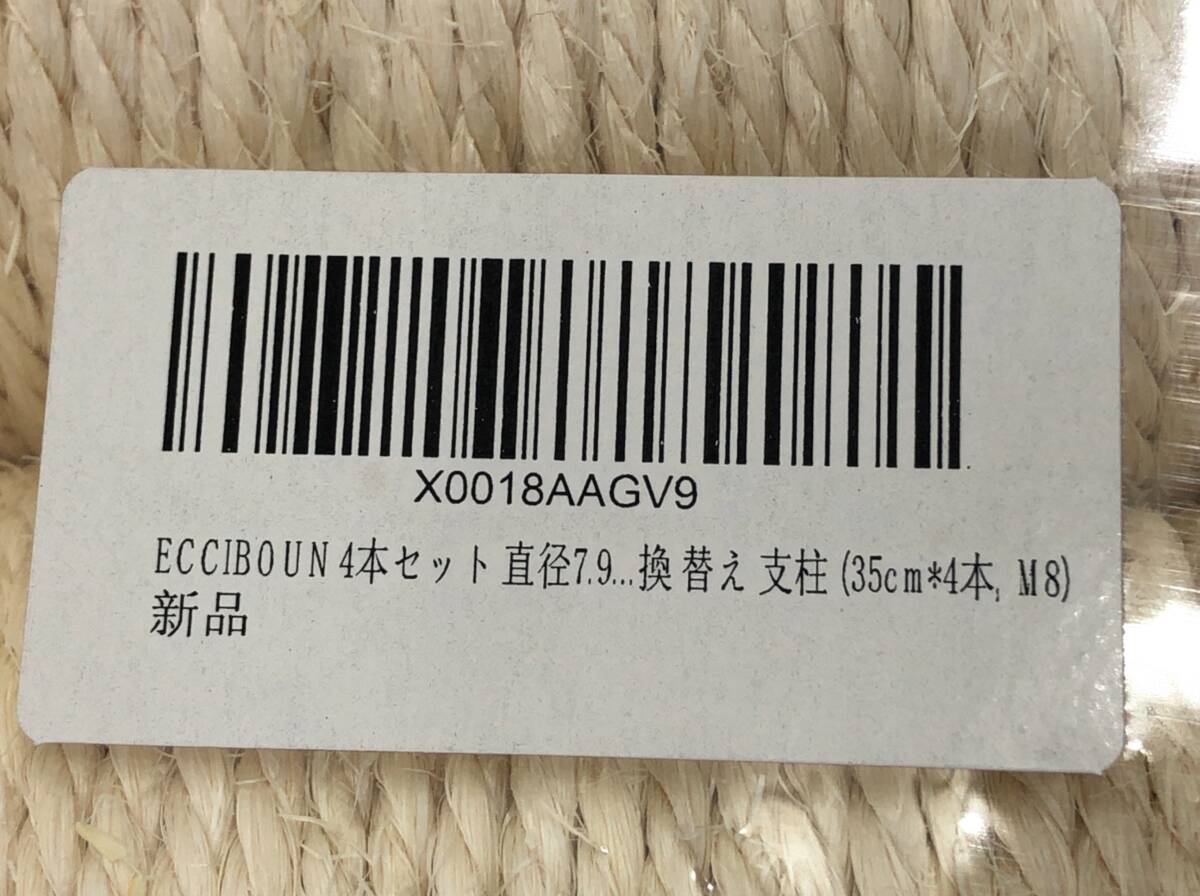 X0018AAGV9
ECCIBOUN 4本セット 直径7.9...換 替え 支柱 (35cm*4本, M8)
新品